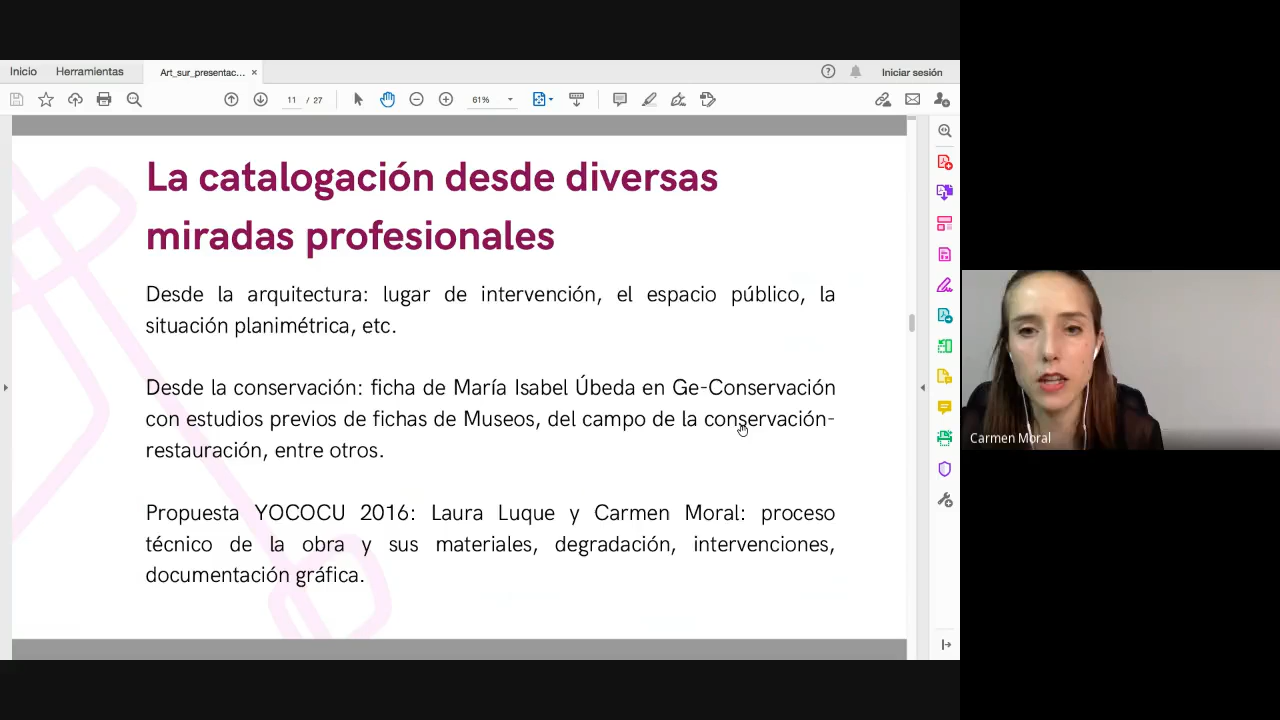 Inicio Herramientas Art_sur_presentac... × Iniciar sesión
11 / 27 61%
La catalogación desde diversas
miradas profesionales
Desde la arquitectura: lugar de intervención, el espacio público, la
situación planimétrica, etc.
Desde la conservación: ficha de María Isabel Úbeda en Ge-Conservación
con estudios previos de fichas de Museos, del campo de la conservación-
restauración, entre otros.
Propuesta YOCOCU 2016: Laura Luque y Carmen Moral: proceso
técnico de la obra y sus materiales, degradación, intervenciones,
documentación gráfica.
Carmen Moral